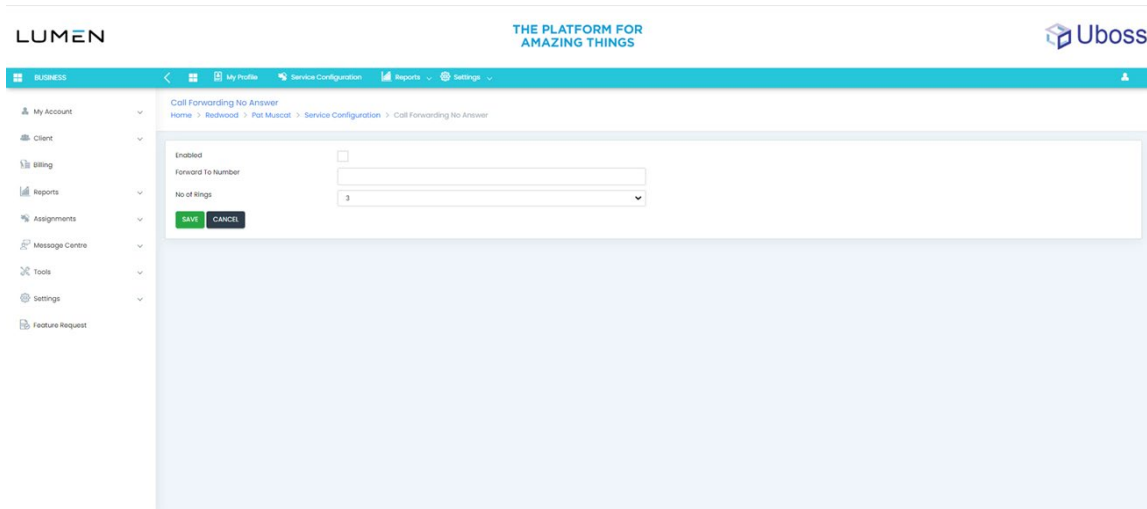 LUMEN
THE PLATFORM FOR
AMAZING THINGS
Uboss
BUSINESS
My Profile
Service Configuration
Reports
Settings
My Account
Client
Billing
Reports
Assignments
Message Centre
Tools
Settings
Feature Request
Call Forwarding No Answer
Home > Redwood > Pat Muscat > Service Configuration > Call Forwarding No Answer
Enabled
Forward To Number
No of Rings
3
SAVE
CANCEL